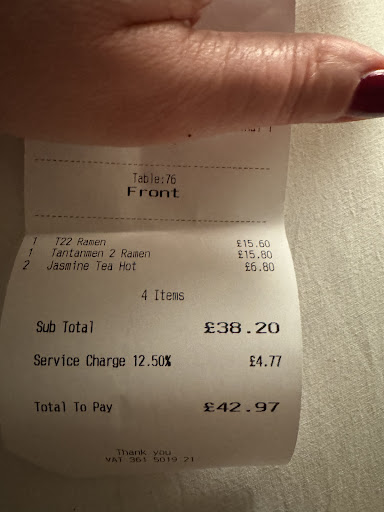 Table:76
Front
1 T22 Ramen £15.60
1 Tantanmen 2 Ramen £15.80
2 Jasmine Tea Hot £6.80
4 Items
Sub Total £38.20
Service Charge 12.50% £4.77
Total To Pay £42.97
Thank you
VAT 361 5019 21